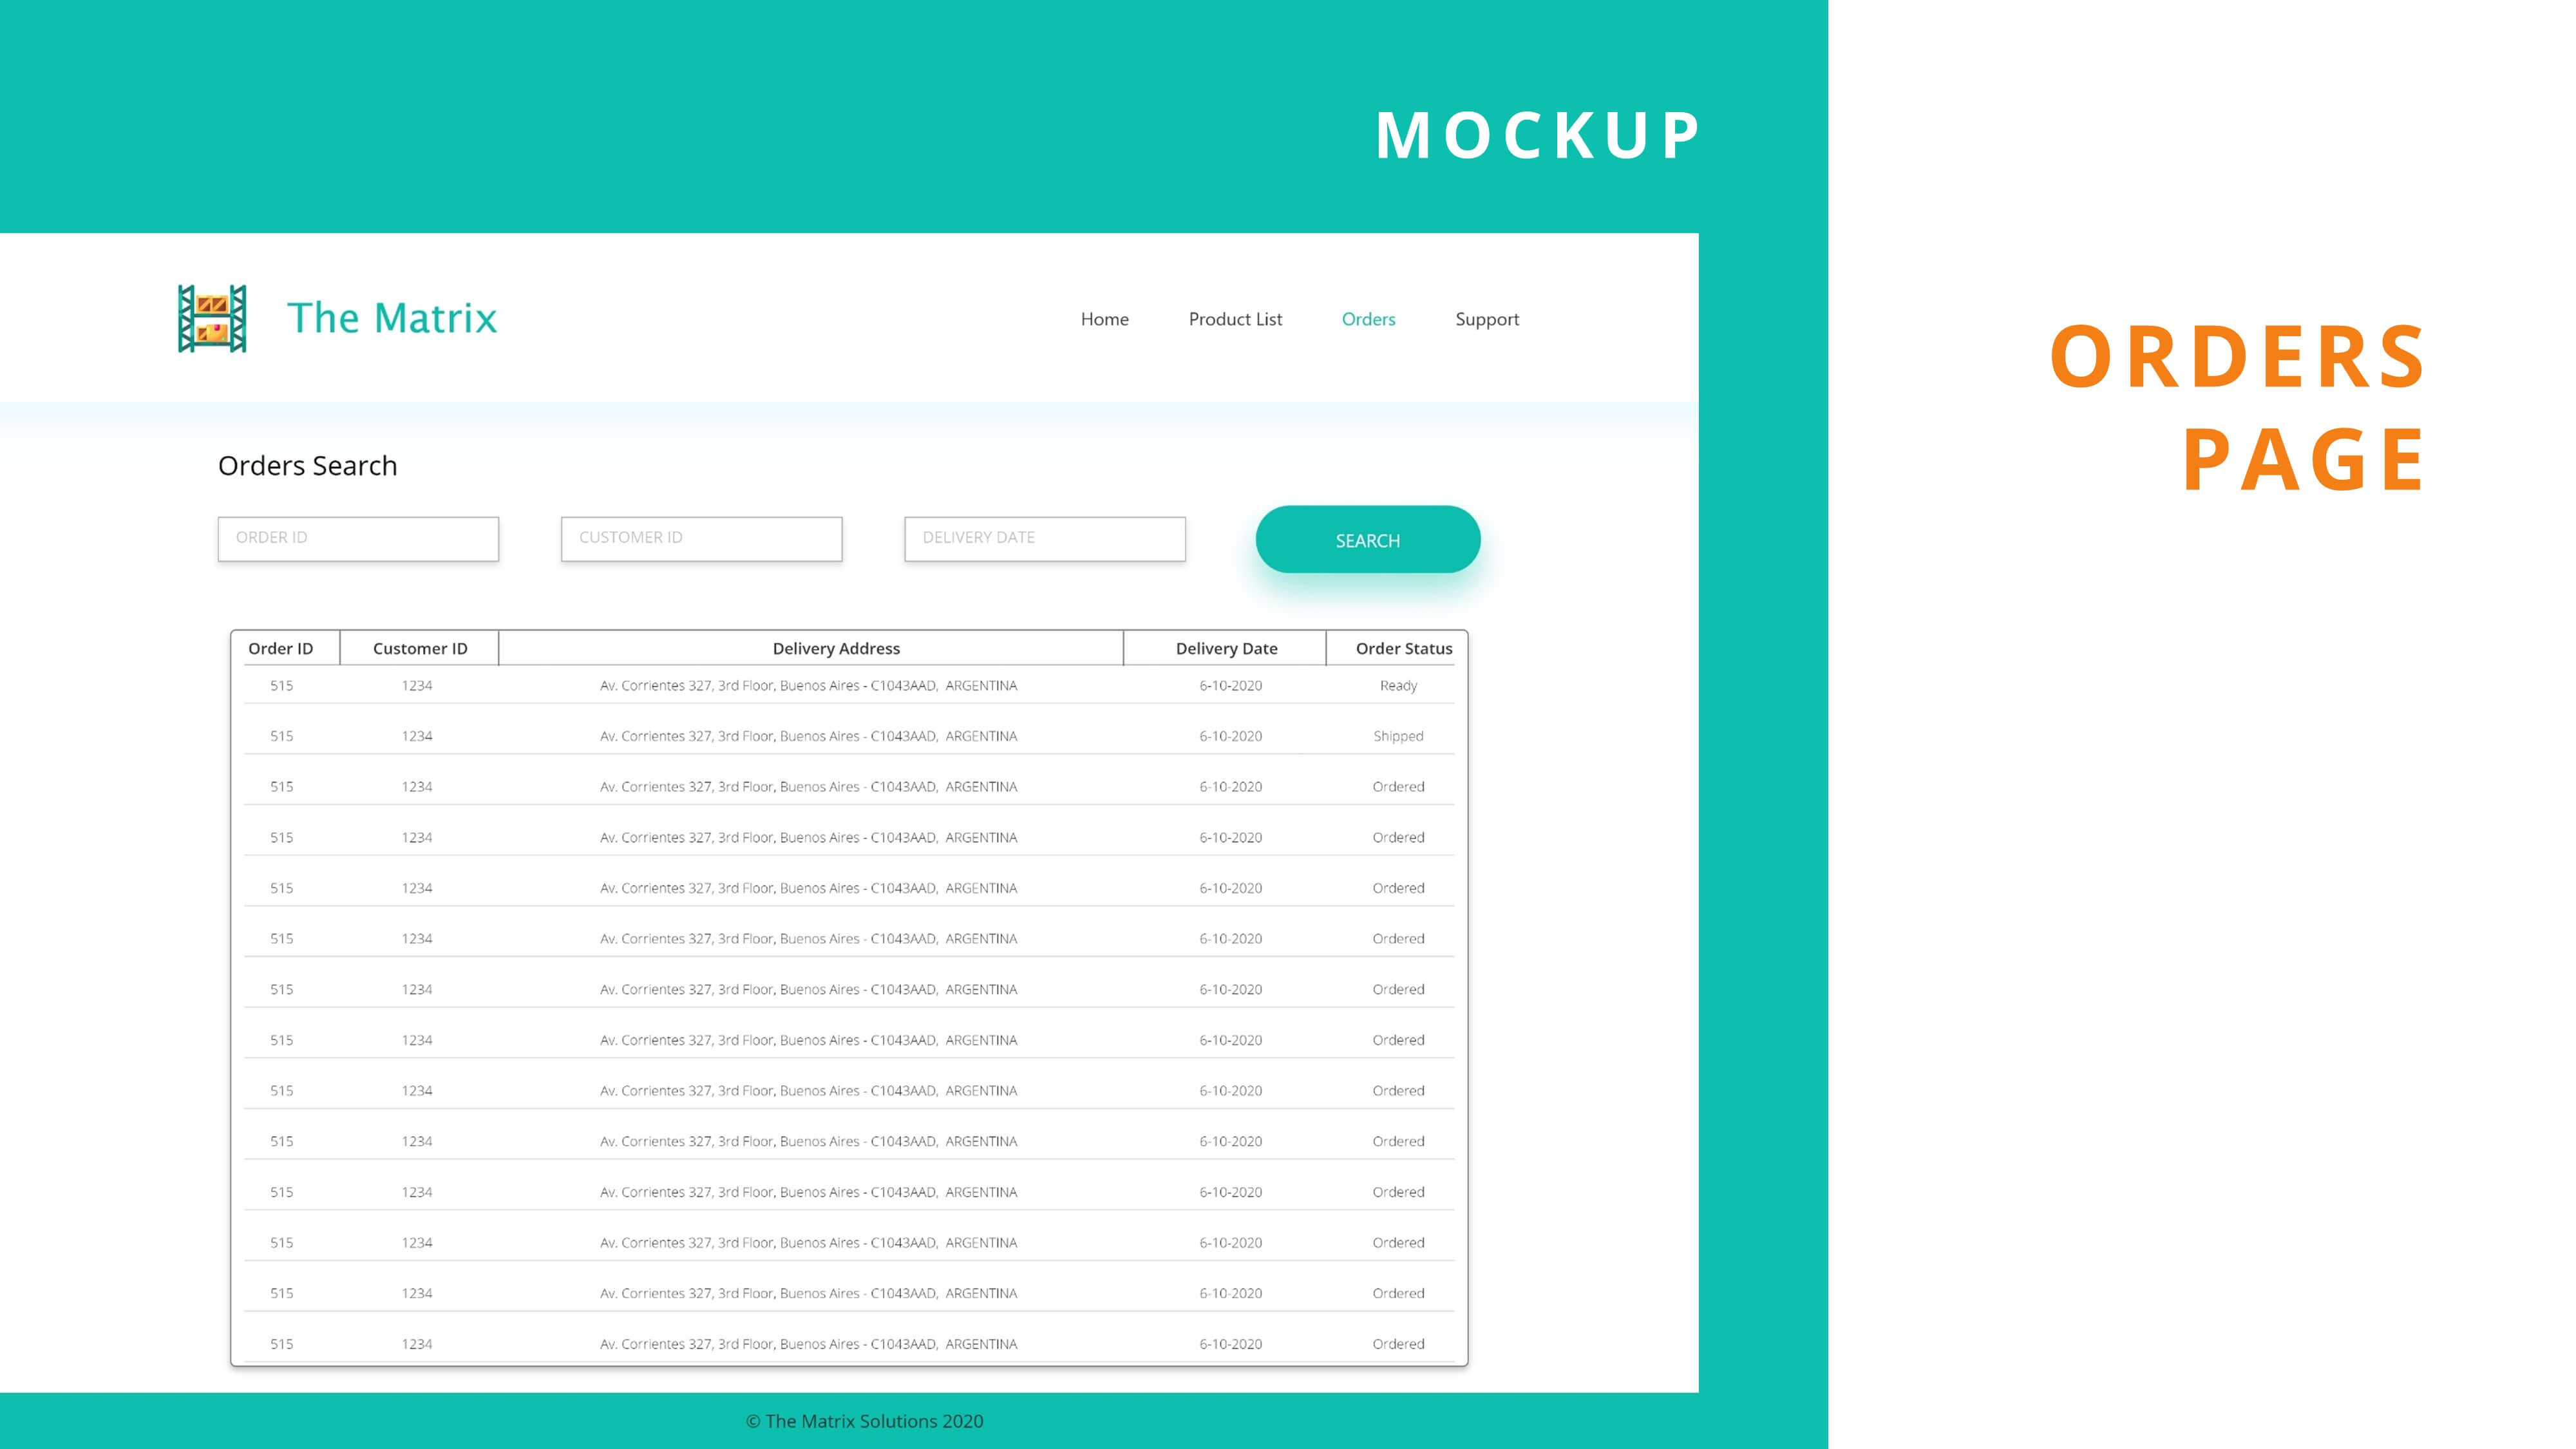 MOCKUP
The Matrix
Home Product List Orders Support
ORDERS
PAGE
Orders Search
ORDER ID CUSTOMER ID DELIVERY DATE SEARCH
Order ID Customer ID Delivery Address Delivery Date Order Status
515 1234 Av. Corrientes 327, 3rd Floor, Buenos Aires - C1043AAD, ARGENTINA 6-10-2020 Ready
515 1234 Av. Corrientes 327, 3rd Floor, Buenos Aires - C1043AAD, ARGENTINA 6-10-2020 Shipped
515 1234 Av. Corrientes 327, 3rd Floor, Buenos Aires - C1043AAD, ARGENTINA 6-10-2020 Ordered
515 1234 Av. Corrientes 327, 3rd Floor, Buenos Aires - C1043AAD, ARGENTINA 6-10-2020 Ordered
515 1234 Av. Corrientes 327, 3rd Floor, Buenos Aires - C1043AAD, ARGENTINA 6-10-2020 Ordered
515 1234 Av. Corrientes 327, 3rd Floor, Buenos Aires - C1043AAD, ARGENTINA 6-10-2020 Ordered
515 1234 Av. Corrientes 327, 3rd Floor, Buenos Aires - C1043AAD, ARGENTINA 6-10-2020 Ordered
515 1234 Av. Corrientes 327, 3rd Floor, Buenos Aires - C1043AAD, ARGENTINA 6-10-2020 Ordered
515 1234 Av. Corrientes 327, 3rd Floor, Buenos Aires - C1043AAD, ARGENTINA 6-10-2020 Ordered
515 1234 Av. Corrientes 327, 3rd Floor, Buenos Aires - C1043AAD, ARGENTINA 6-10-2020 Ordered
515 1234 Av. Corrientes 327, 3rd Floor, Buenos Aires - C1043AAD, ARGENTINA 6-10-2020 Ordered
515 1234 Av. Corrientes 327, 3rd Floor, Buenos Aires - C1043AAD, ARGENTINA 6-10-2020 Ordered
515 1234 Av. Corrientes 327, 3rd Floor, Buenos Aires - C1043AAD, ARGENTINA 6-10-2020 Ordered
515 1234 Av. Corrientes 327, 3rd Floor, Buenos Aires - C1043AAD, ARGENTINA 6-10-2020 Ordered
© The Matrix Solutions 2020